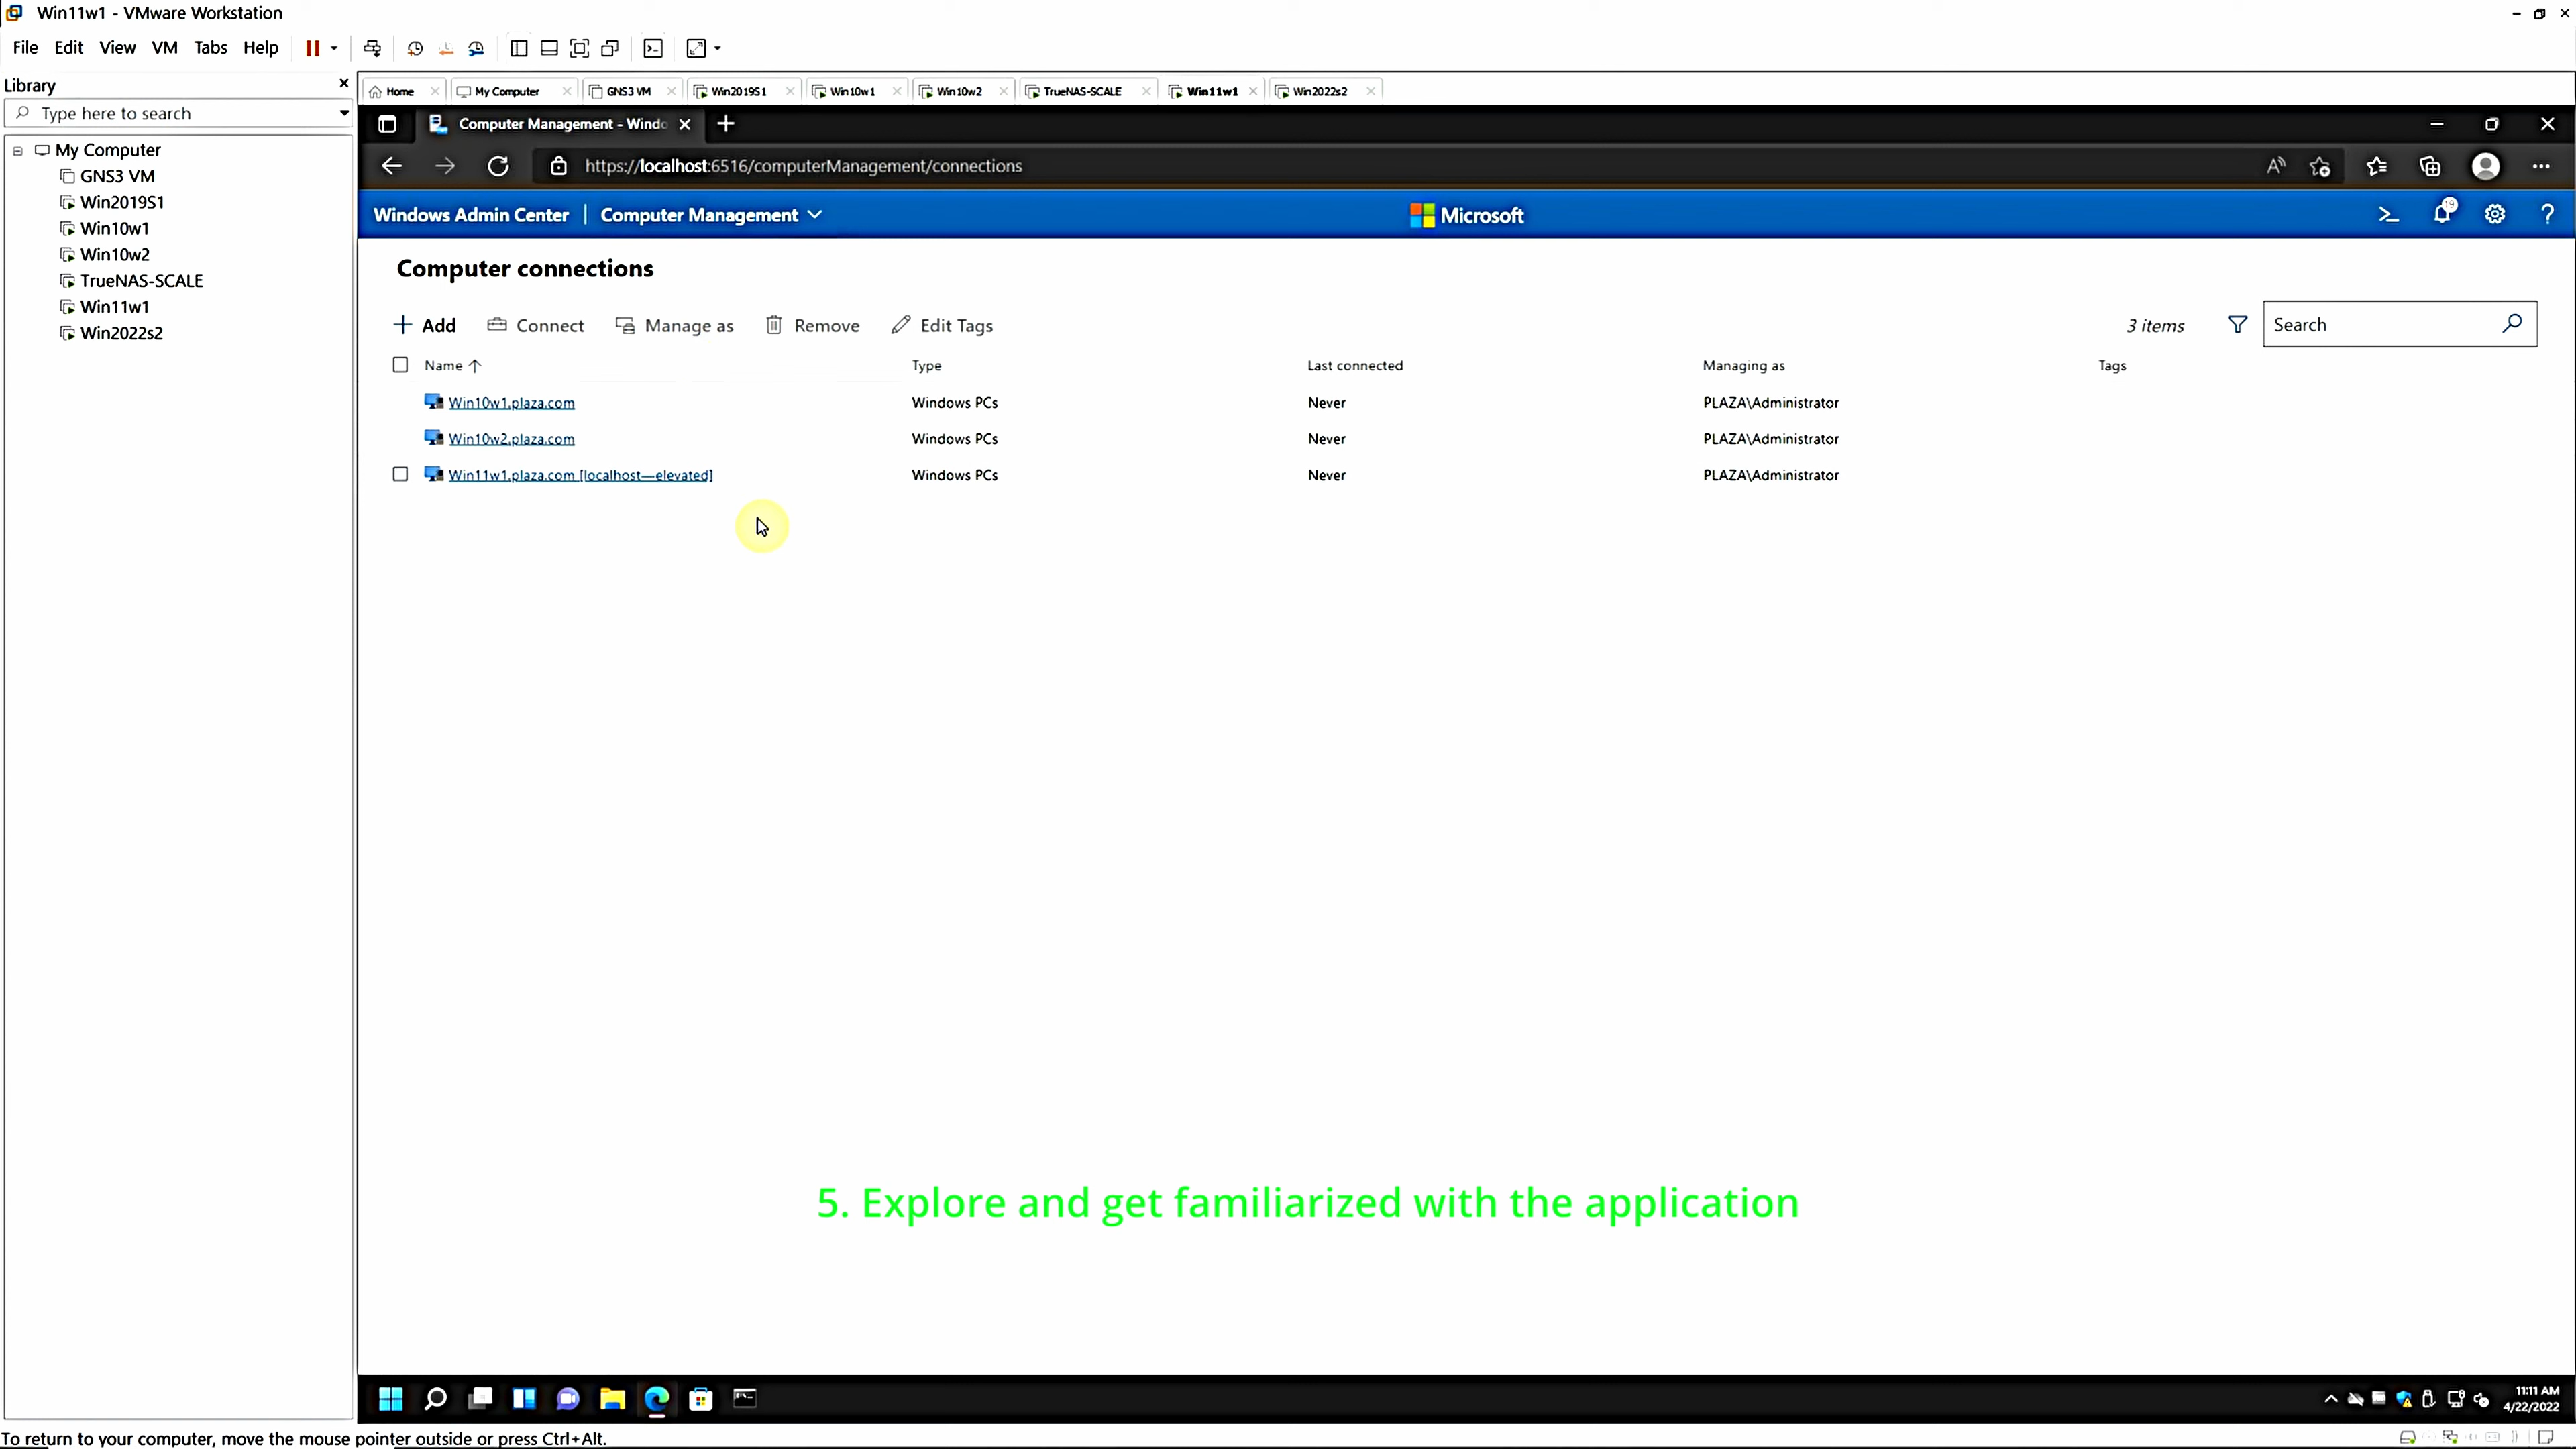 Win11w1 - VMware Workstation
File Edit View VM Tabs Help
Library
Type here to search
My Computer
GNS3 VM
Win2019S1
Win10w1
Win10w2
TrueNAS-SCALE
Win11w1
Win2022s2
Home My Computer GNS3 VM Win2019S1 Win10w1 Win10w2 TrueNAS-SCALE Win11w1 Win2022s2
Computer Management - Windo
https://localhost:6516/computerManagement/connections
Windows Admin Center | Computer Management Microsoft 19
Computer connections
Add Connect Manage as Remove Edit Tags 3 items Search
Name Type Last connected Managing as Tags
Win10w1.plaza.com Windows PCs Never PLAZA\Administrator
Win10w2.plaza.com Windows PCs Never PLAZA\Administrator
Win11w1.plaza.com [localhost—elevated] Windows PCs Never PLAZA\Administrator
5. Explore and get familiarized with the application
11:11 AM
4/22/2022
To return to your computer, move the mouse pointer outside or press Ctrl+Alt.